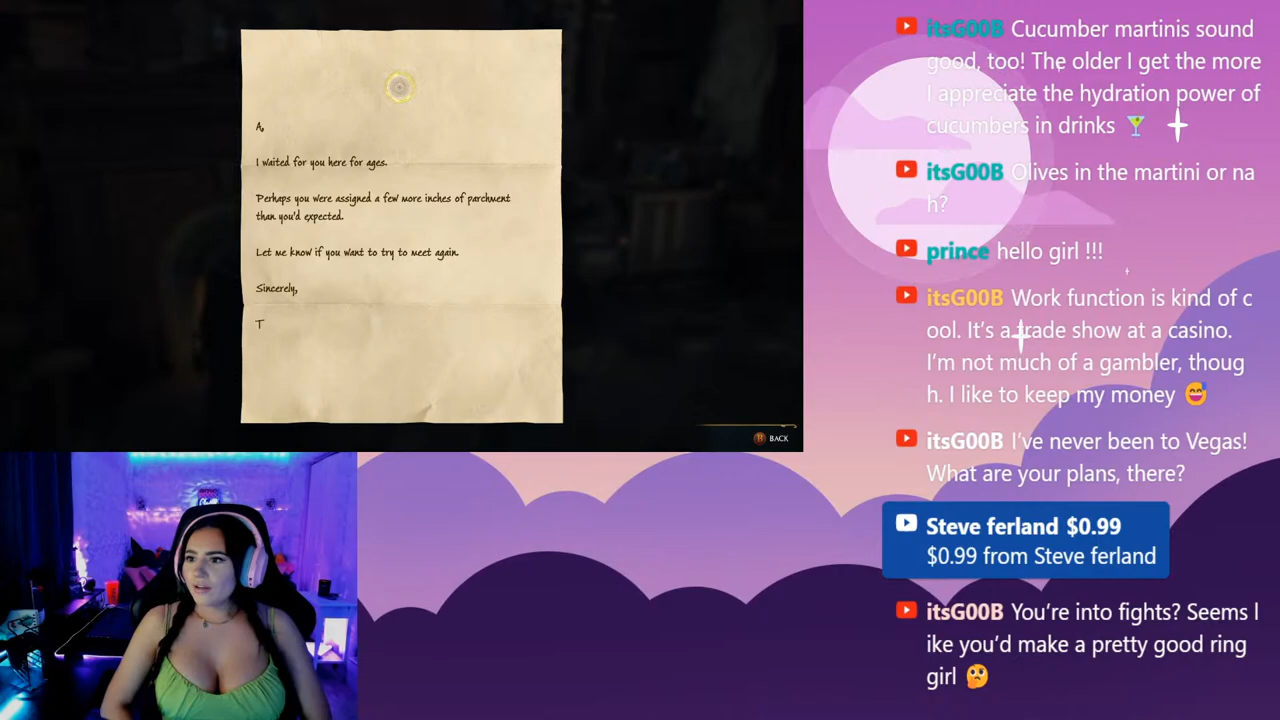 A,
I waited for you here for ages.
Perhaps you were assigned a few more inches of parchment
than you'd expected.
Let me know if you want to try to meet again.
Sincerely,
T
B BACK
itsG00B Cucumber martinis sound
good, too! The older I get the more
I appreciate the hydration power of
cucumbers in drinks 🍸
itsG00B Olives in the martini or na
h?
prince hello girl !!!
itsG00B Work function is kind of c
ool. It’s a trade show at a casino.
I’m not much of a gambler, thoug
h. I like to keep my money 😅
itsG00B I’ve never been to Vegas!
What are your plans, there?
Steve ferland $0.99
$0.99 from Steve ferland
itsG00B You’re into fights? Seems l
ike you’d make a pretty good ring
girl 🤔